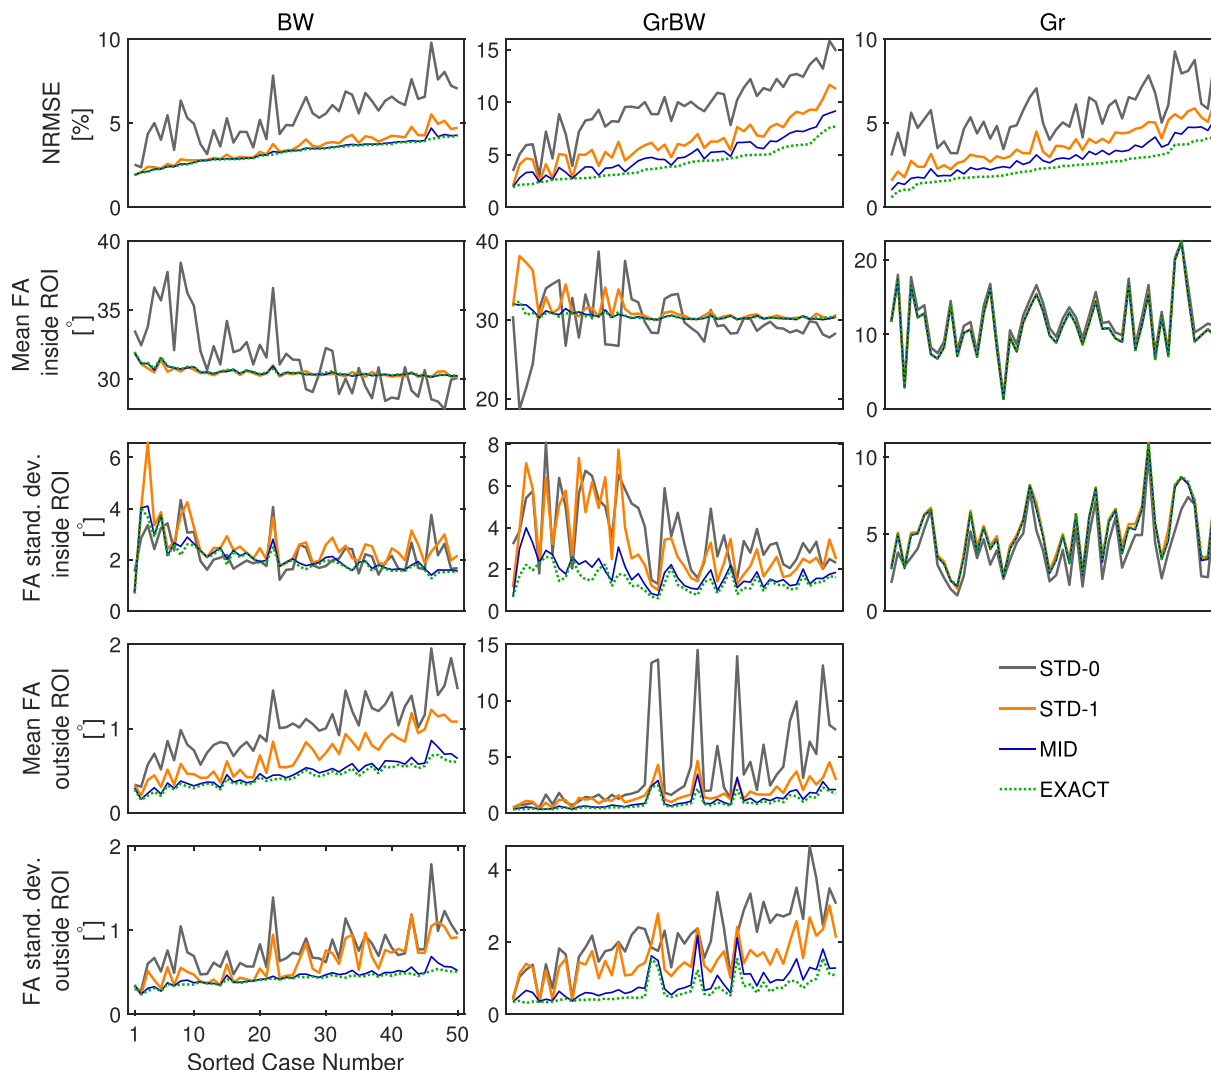 BW
GrBW
Gr
NRMSE
[%]
10
5
0
15
10
5
0
10
5
0
Mean FA
inside ROI
[°]
40
35
30
40
30
20
20
10
0
FA stand. dev.
inside ROI
[°]
6
4
2
0
8
6
4
2
0
10
5
0
Mean FA
outside ROI
[°]
2
1
0
15
10
5
0
STD-0
STD-1
MID
EXACT
FA stand. dev.
outside ROI
[°]
2
1
0
4
2
0
1 10 20 30 40 50
Sorted Case Number